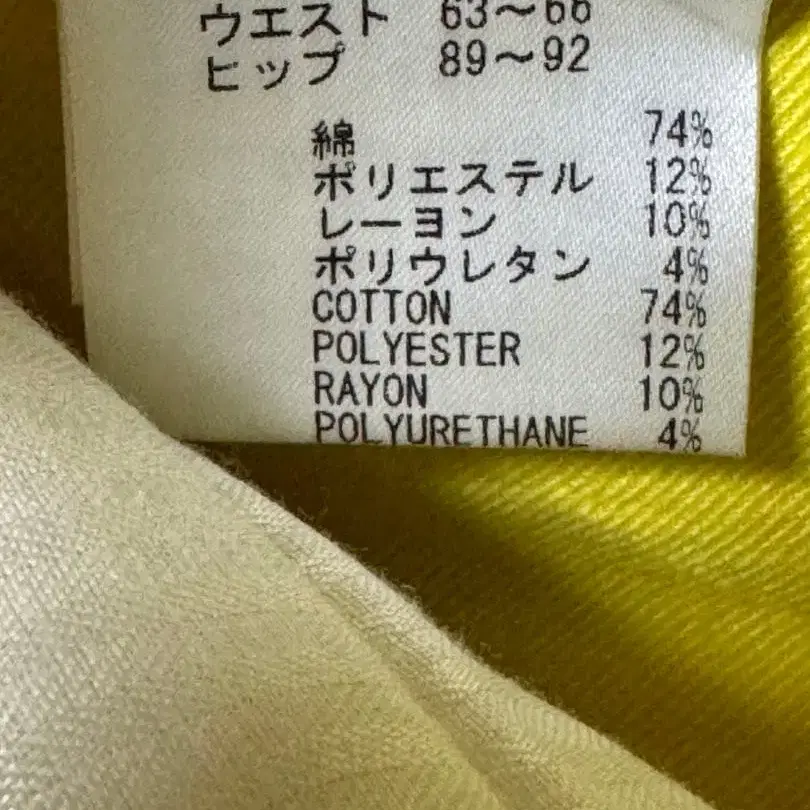 ウエスト 63～66
ヒップ 89～92
綿 74%
ポリエステル 12%
レーヨン 10%
ポリウレタン 4%
COTTON 74%
POLYESTER 12%
RAYON 10%
POLYURETHANE 4%